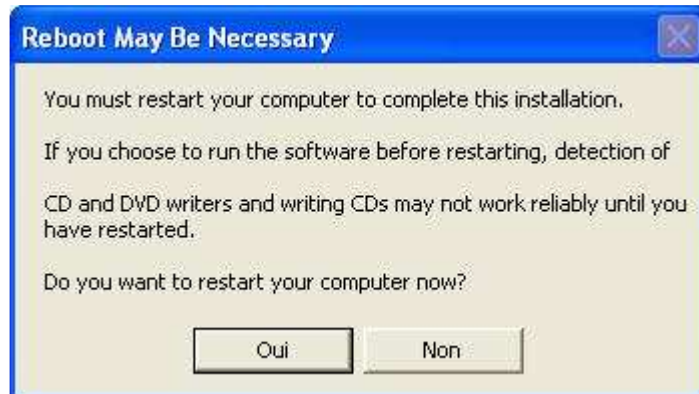 Reboot May Be Necessary
You must restart your computer to complete this installation.
If you choose to run the software before restarting, detection of
CD and DVD writers and writing CDs may not work reliably until you
have restarted.
Do you want to restart your computer now?
Oui
Non